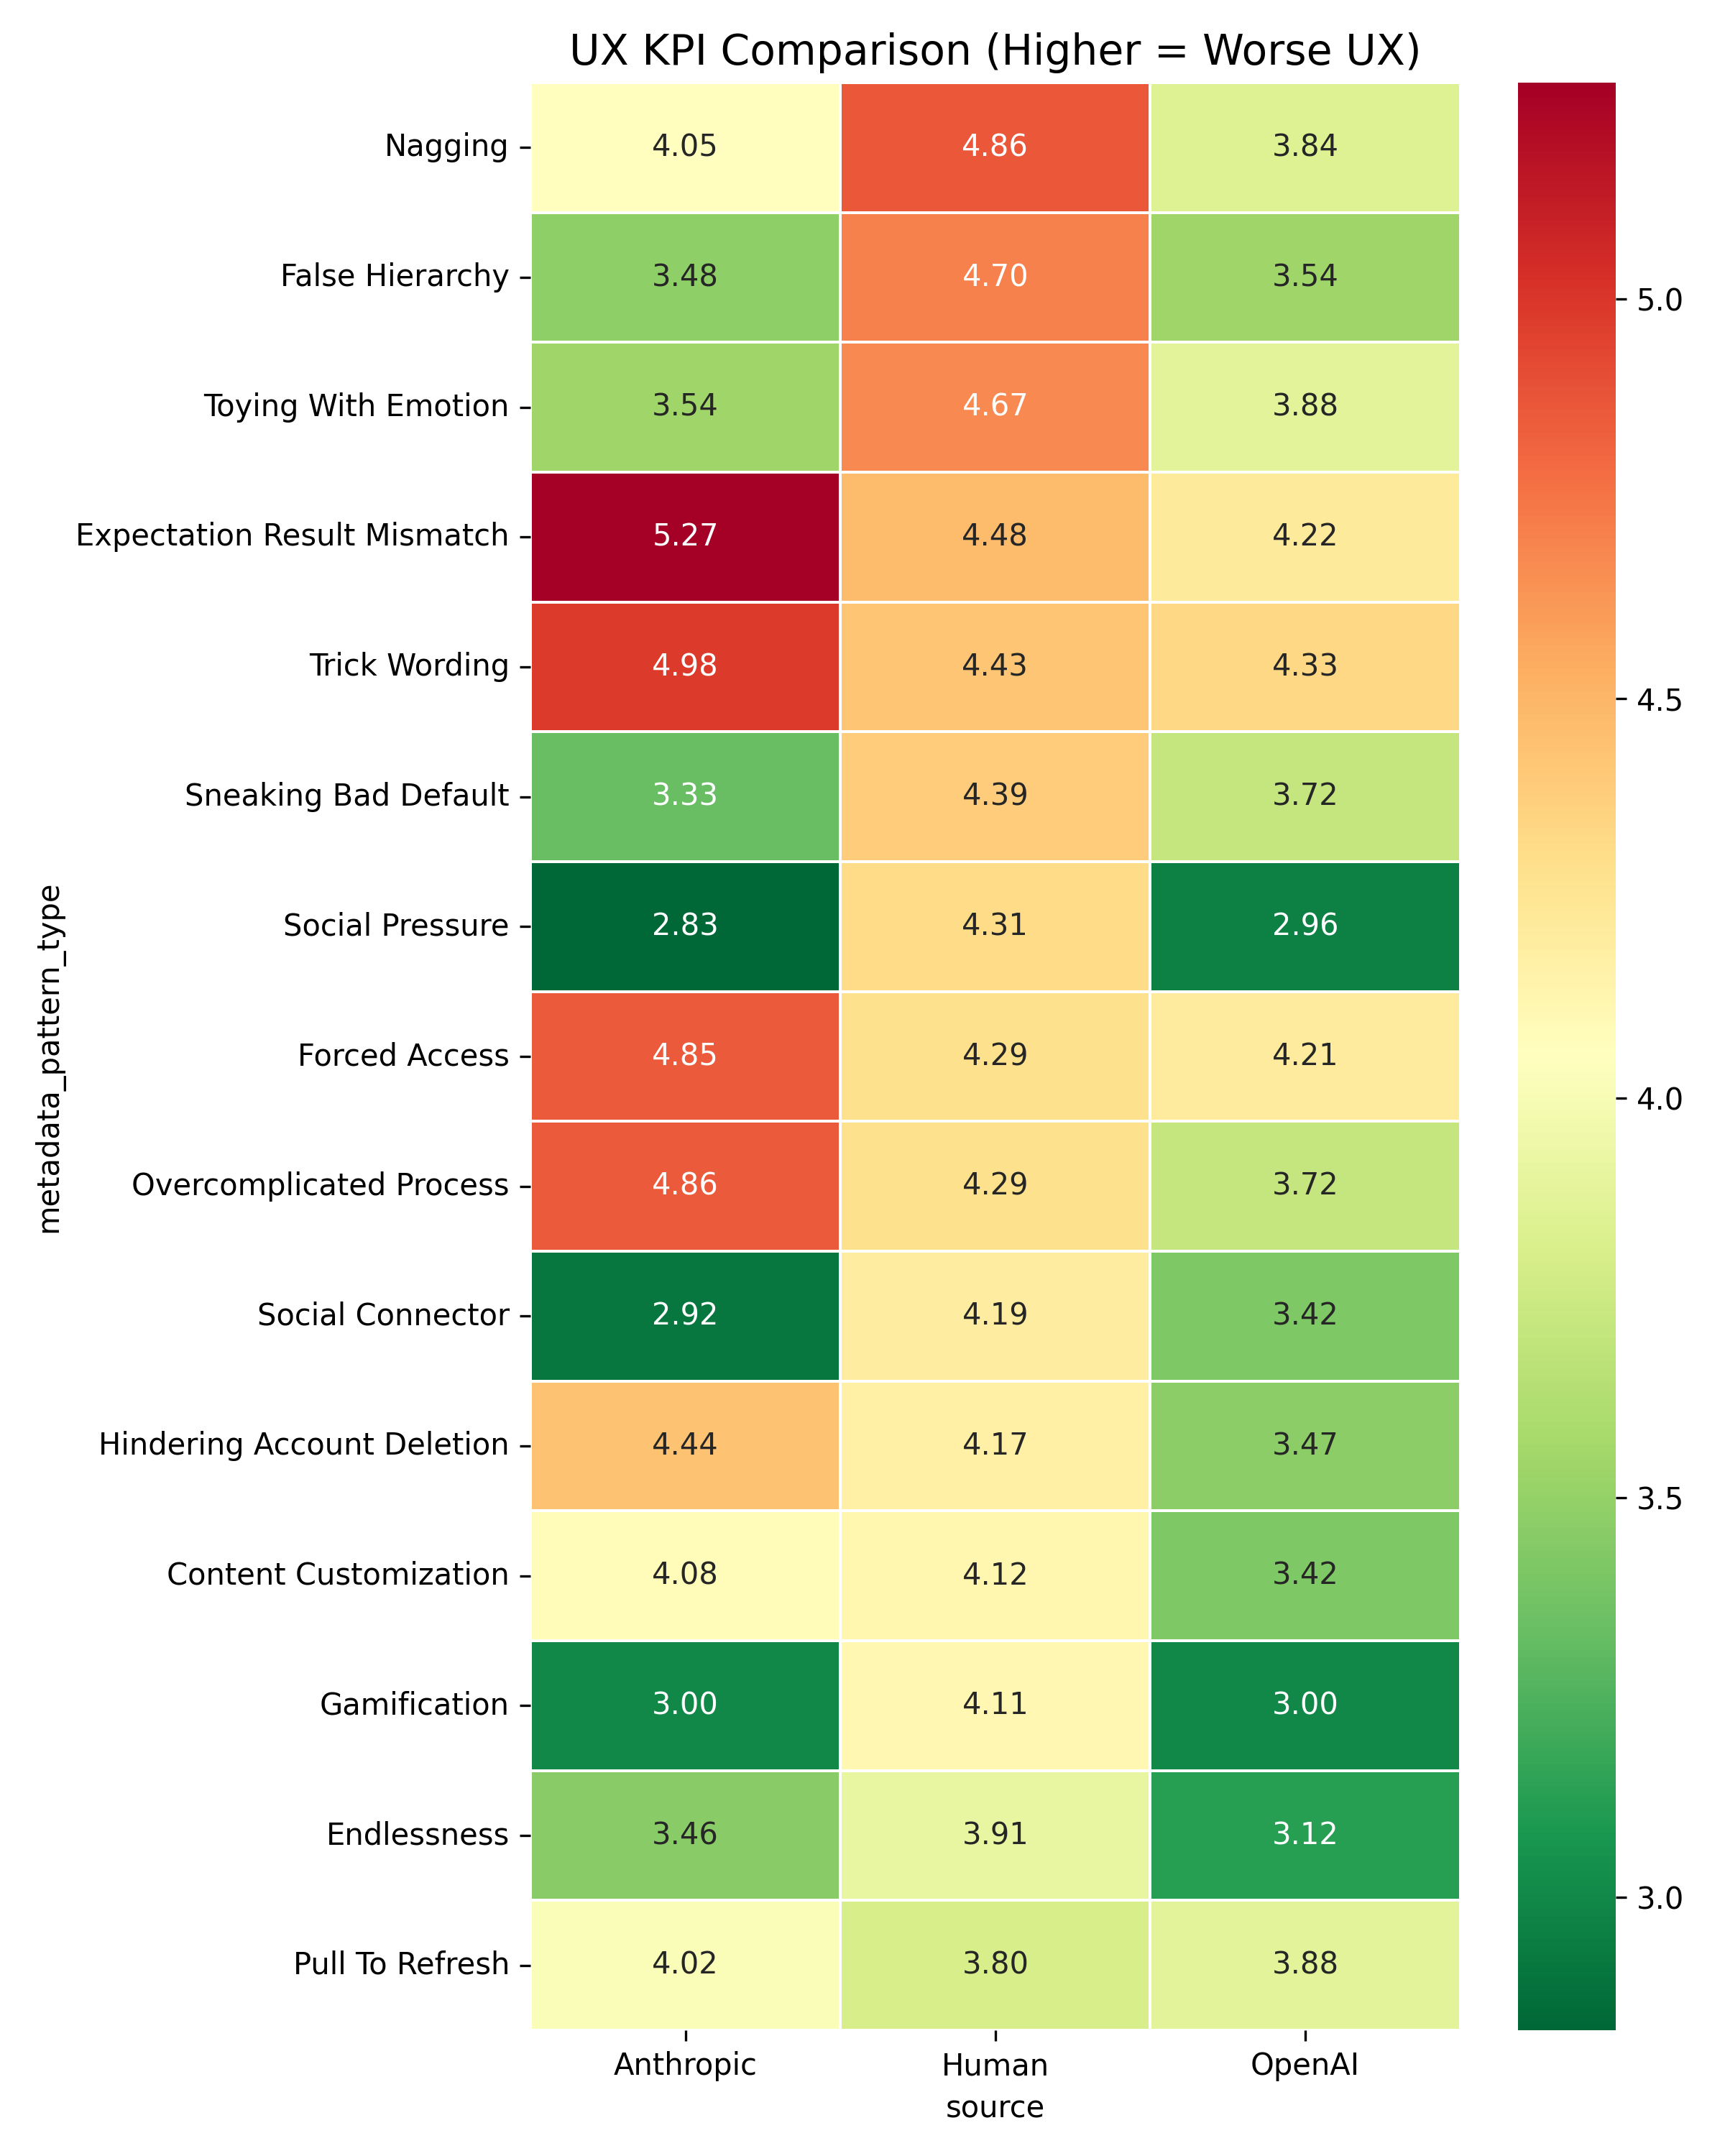 UX KPI Comparison (Higher = Worse UX)
Nagging 4.05 4.86 3.84
False Hierarchy 3.48 4.70 3.54
Toying With Emotion 3.54 4.67 3.88
Expectation Result Mismatch 5.27 4.48 4.22
Trick Wording 4.98 4.43 4.33
Sneaking Bad Default 3.33 4.39 3.72
Social Pressure 2.83 4.31 2.96
Forced Access 4.85 4.29 4.21
Overcomplicated Process 4.86 4.29 3.72
Social Connector 2.92 4.19 3.42
Hindering Account Deletion 4.44 4.17 3.47
Content Customization 4.08 4.12 3.42
Gamification 3.00 4.11 3.00
Endlessness 3.46 3.91 3.12
Pull To Refresh 4.02 3.80 3.88
Anthropic Human OpenAI
source
metadata_pattern_type
5.0
4.5
4.0
3.5
3.0